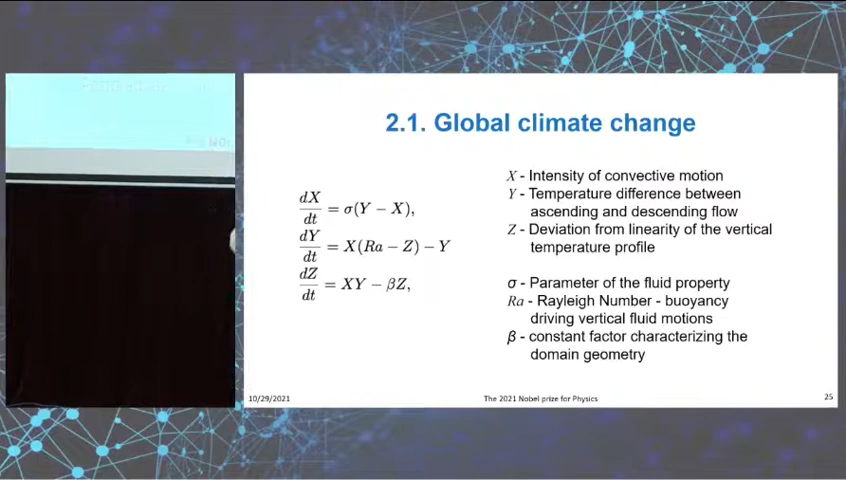 2.1. Global climate change
dX/dt = σ(Y − X),
dY/dt = X(Ra − Z) − Y
dZ/dt = XY − βZ,
X - Intensity of convective motion
Y - Temperature difference between
ascending and descending flow
Z - Deviation from linearity of the vertical
temperature profile
σ - Parameter of the fluid property
Ra - Rayleigh Number - buoyancy
driving vertical fluid motions
β - constant factor characterizing the
domain geometry
10/29/2021
The 2021 Nobel prize for Physics
25